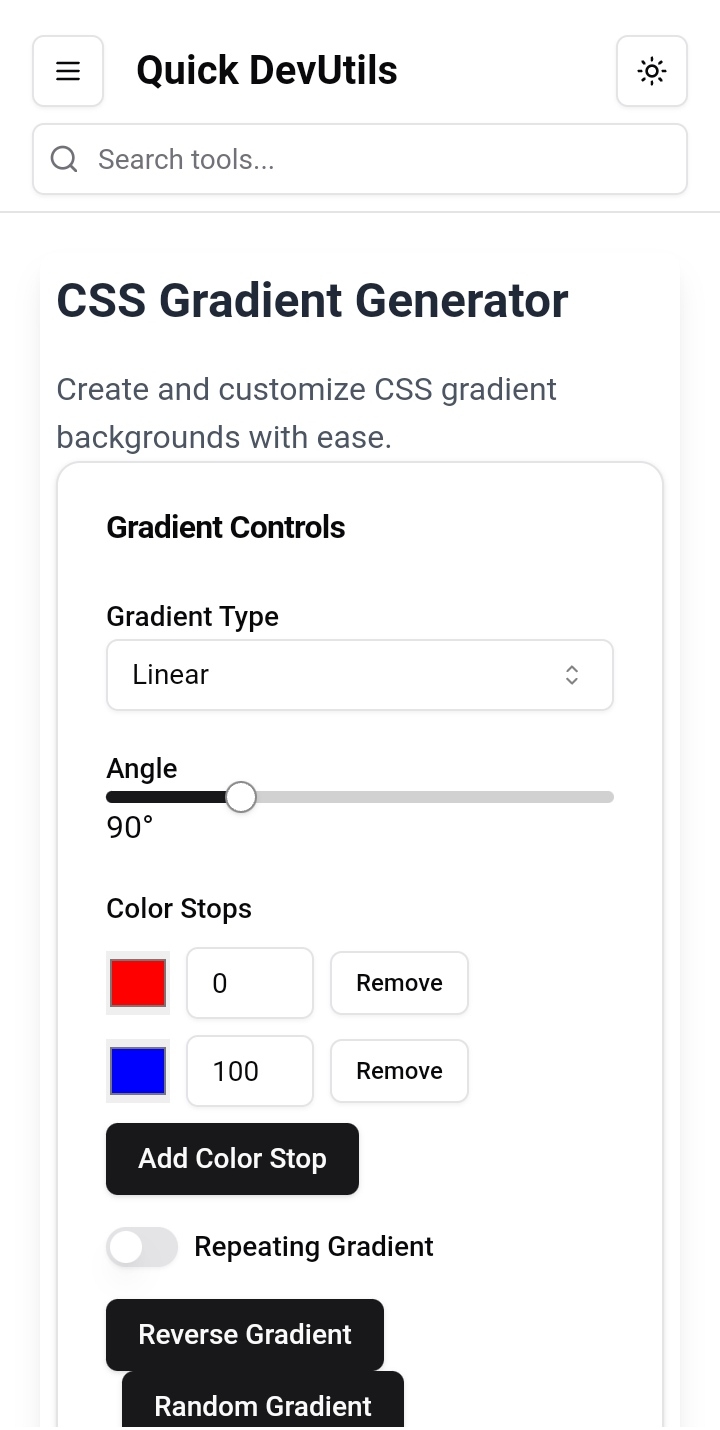 Quick DevUtils
Search tools...
CSS Gradient Generator
Create and customize CSS gradient
backgrounds with ease.
Gradient Controls
Gradient Type
Linear
Angle
90°
Color Stops
0 Remove
100 Remove
Add Color Stop
Repeating Gradient
Reverse Gradient
Random Gradient